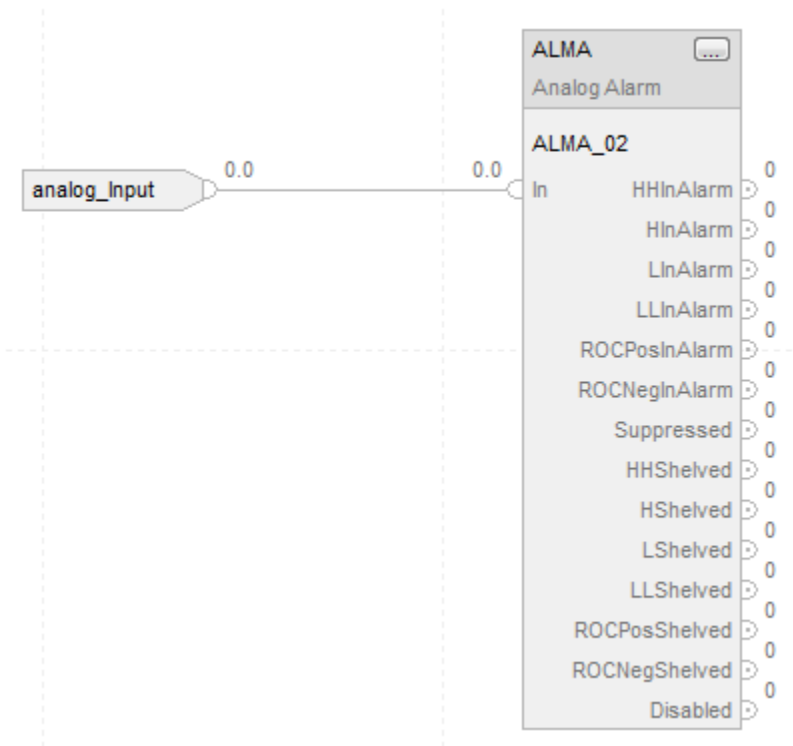 ALMA ...
Analog Alarm
ALMA_02
analog_Input 0.0 0.0 In HHInAlarm 0
HInAlarm 0
LInAlarm 0
LLInAlarm 0
ROCPosInAlarm 0
ROCNegInAlarm 0
Suppressed 0
HHShelved 0
HShelved 0
LShelved 0
LLShelved 0
ROCPosShelved 0
ROCNegShelved 0
Disabled 0